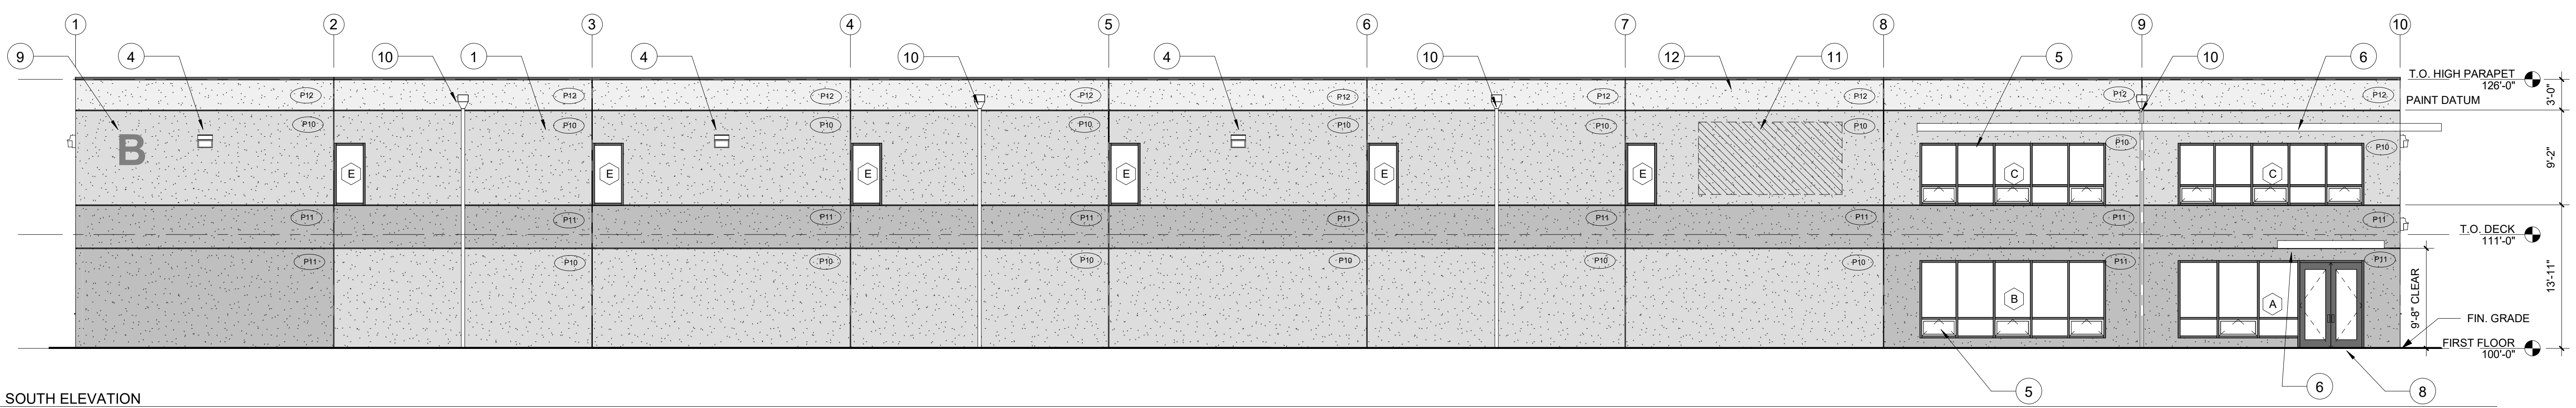 1 2 3 4 5 6 7 8 9 10
9 4 10 1 4 10 4 10 12 11 5 10 6
T.O. HIGH PARAPET
126'-0"
3'-0"
P12 P12 P12 P12 P12 P12 P12 P12 P12
PAINT DATUM
P10 P10 P10 P10 P10 P10 P10 P10 P10
B
9'-2"
E E E E E E C C
P11 P11 P11 P11 P11 P11 P11 P11 P11
T.O. DECK
111'-0"
P11 P10 P10 P10 P10 P10 P10 P11 P11
13'-11"
9'-8" CLEAR
B A
FIN. GRADE
FIRST FLOOR
100'-0"
5 6 8
SOUTH ELEVATION